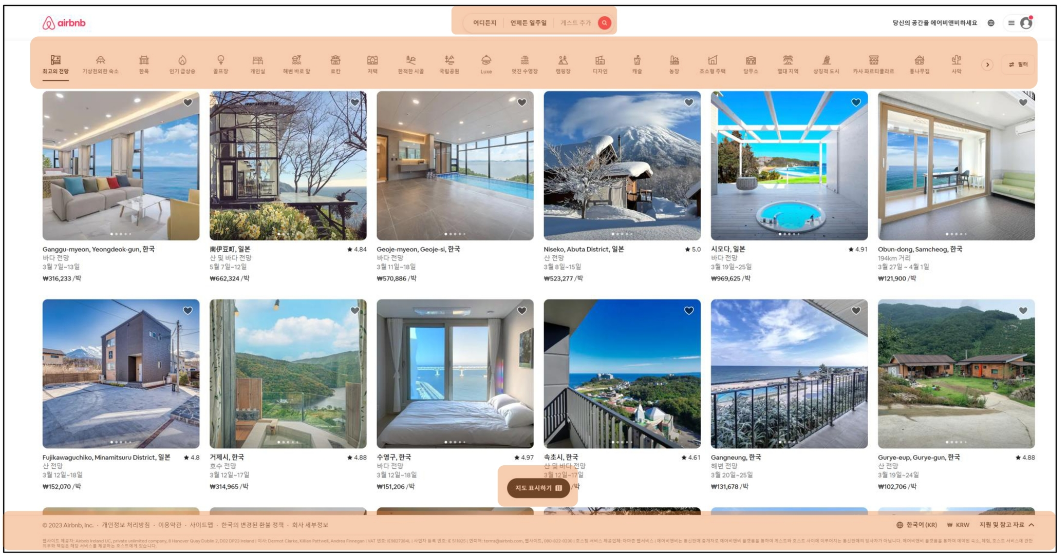 airbnb
어디든지 언제든 일주일 게스트 추가
당신의 공간을 에어비앤비하세요
최고의 전망 기상천외한 숙소 한옥 인기 급상승 개인실 해변 바로 앞 저택 한적한 시골 국립공원 Luxe 멋진 수영장 캠핑장 디자인 캐슬 농장 초소형 주택 열대 지역 상징적 도시 통나무집 사막 필터
Ganggu-myeon, Yeongdeok-gun, 한국
바다 전망
3월 7일~13일
₩316,233 /박
南伊豆町, 일본 ★ 4.84
산 및 바다 전망
₩662,324 /박
Geoje-myeon, Geoje-si, 한국
바다 전망
3월 11일~18일
₩570,886 /박
Niseko, Abuta District, 일본 ★ 5.0
산 전망
3월 8일~15일
₩523,277 /박
시모다, 일본 ★ 4.91
바다 전망
3월 19일~25일
₩969,625 /박
Obun-dong, Samcheog, 한국
194km 거리
3월 27일 ~ 4월 1일
₩121,900 /박
Fujikawaguchiko, Minamitsuru District, 일본 ★ 4.8
산 전망
3월 12일~18일
₩152,070 /박
거제시, 한국 ★ 4.88
호수 전망
3월 12일~17일
₩314,965 /박
수영구, 한국 ★ 4.97
바다 전망
3월 12일~18일
₩151,206 /박
속초시, 한국 ★ 4.61
산 및 바다 전망
3월 12일~17일
/박
Gangneung, 한국
해변 전망
3월 20일~25일
₩131,678 /박
Gurye-eup, Gurye-gun, 한국 ★ 4.88
산 전망
3월 19일~24일
₩102,706 /박
지도 표시하기
© 2023 Airbnb, Inc. · 개인정보 처리방침 · 이용약관 · 사이트맵 · 한국의 변경된 환불 정책 · 회사 세부정보
한국어 (KR) ₩ KRW 지원 및 참고 자료